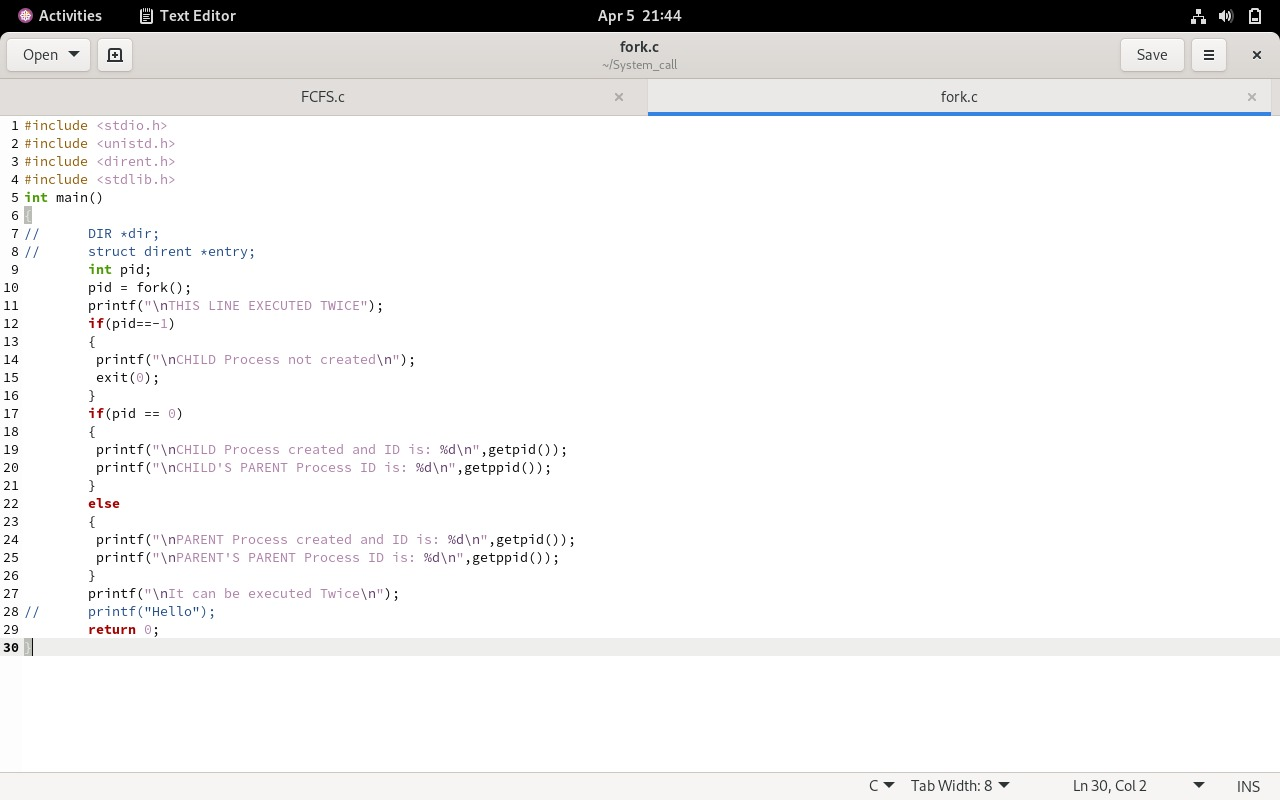 Activities Text Editor Apr 5 21:44
Open fork.c Save
~/System_call
FCFS.c fork.c
1 #include <stdio.h>
2 #include <unistd.h>
3 #include <dirent.h>
4 #include <stdlib.h>
5 int main()
6 {
7 //      DIR *dir;
8 //      struct dirent *entry;
9         int pid;
10         pid = fork();
11         printf("\nTHIS LINE EXECUTED TWICE");
12         if(pid==-1)
13         {
14          printf("\nCHILD Process not created\n");
15          exit(0);
16         }
17         if(pid == 0)
18         {
19          printf("\nCHILD Process created and ID is: %d\n",getpid());
20          printf("\nCHILD'S PARENT Process ID is: %d\n",getppid());
21         }
22         else
23         {
24          printf("\nPARENT Process created and ID is: %d\n",getpid());
25          printf("\nPARENT'S PARENT Process ID is: %d\n",getppid());
26         }
27         printf("\nIt can be executed Twice\n");
28 //      printf("Hello");
29         return 0;
30 }
C Tab Width: 8 Ln 30, Col 2 INS